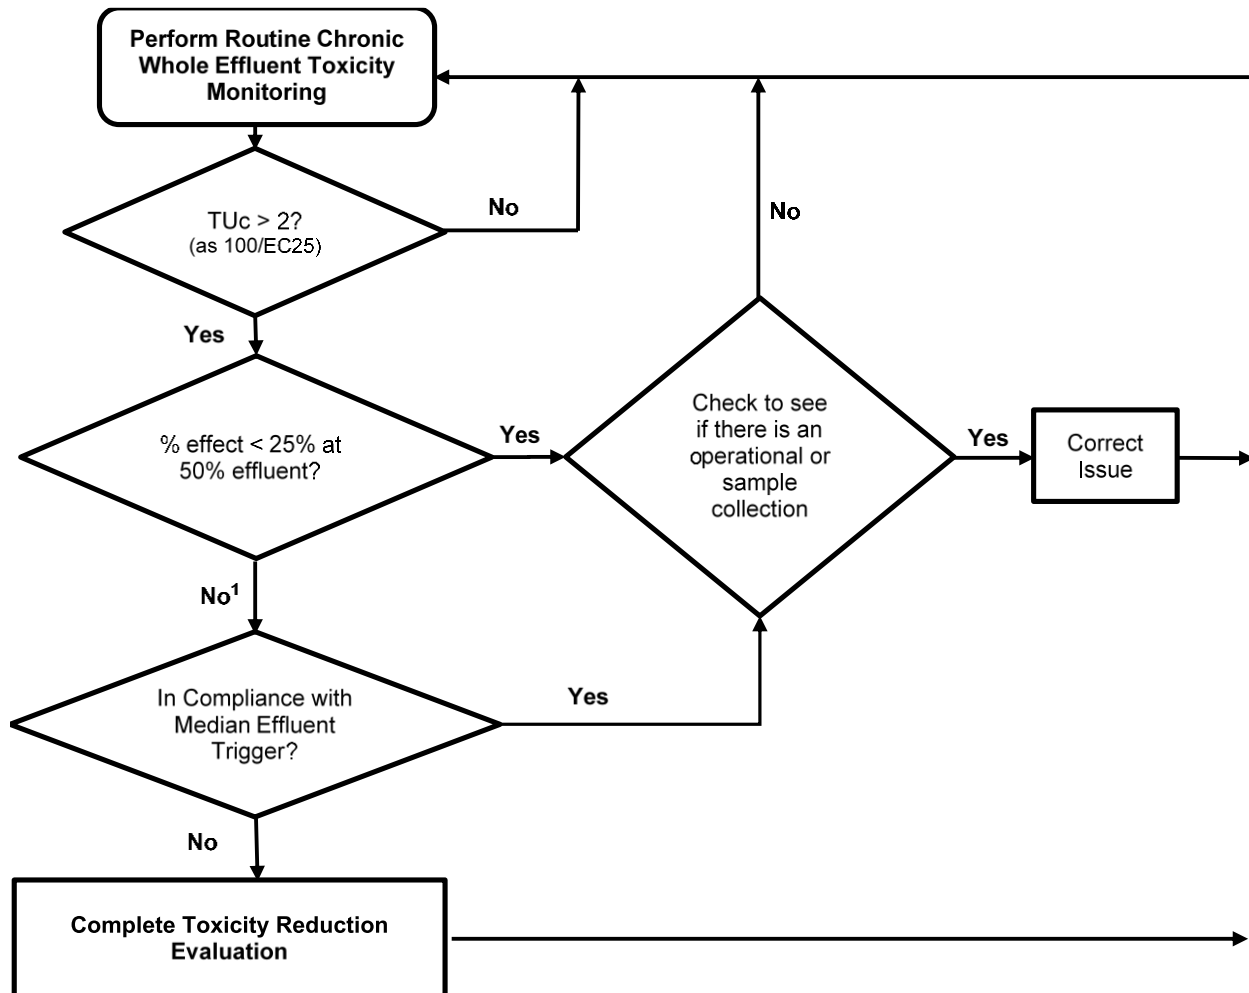 Perform Routine Chronic
Whole Effluent Toxicity
Monitoring
TUc > 2?
(as 100/EC25)
No
No
Yes
% effect < 25% at
50% effluent?
Yes
Check to see
if there is an
operational or
sample
collection
Yes
Correct
Issue
No¹
In Compliance with
Median Effluent
Trigger?
Yes
No
Complete Toxicity Reduction
Evaluation